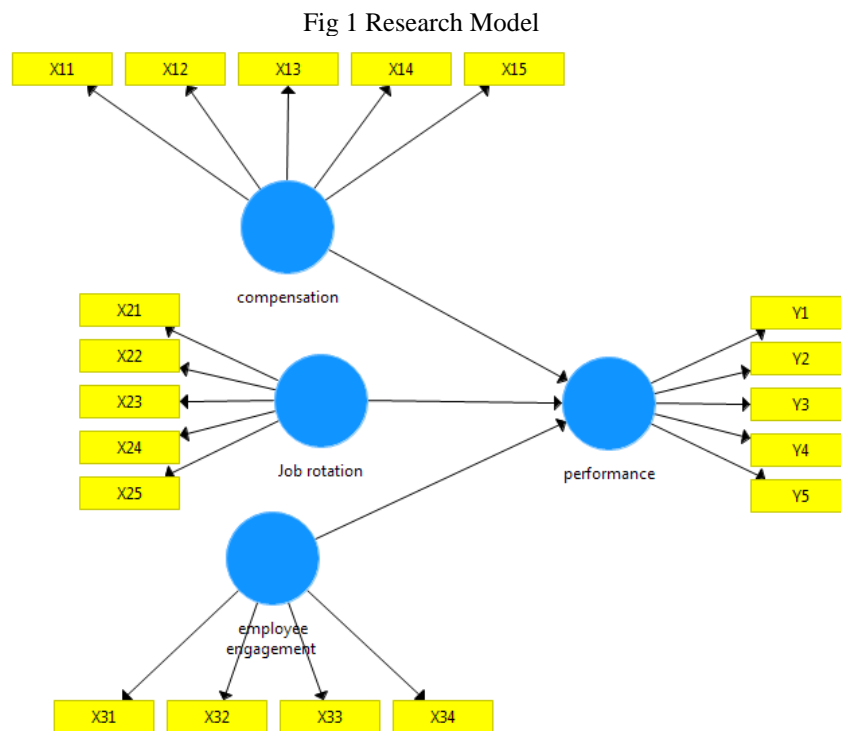 Fig 1 Research Model
X11 X12 X13 X14 X15
compensation
X21
X22
X23
X24
X25
Job rotation
performance
Y1
Y2
Y3
Y4
Y5
employee
engagement
X31 X32 X33 X34